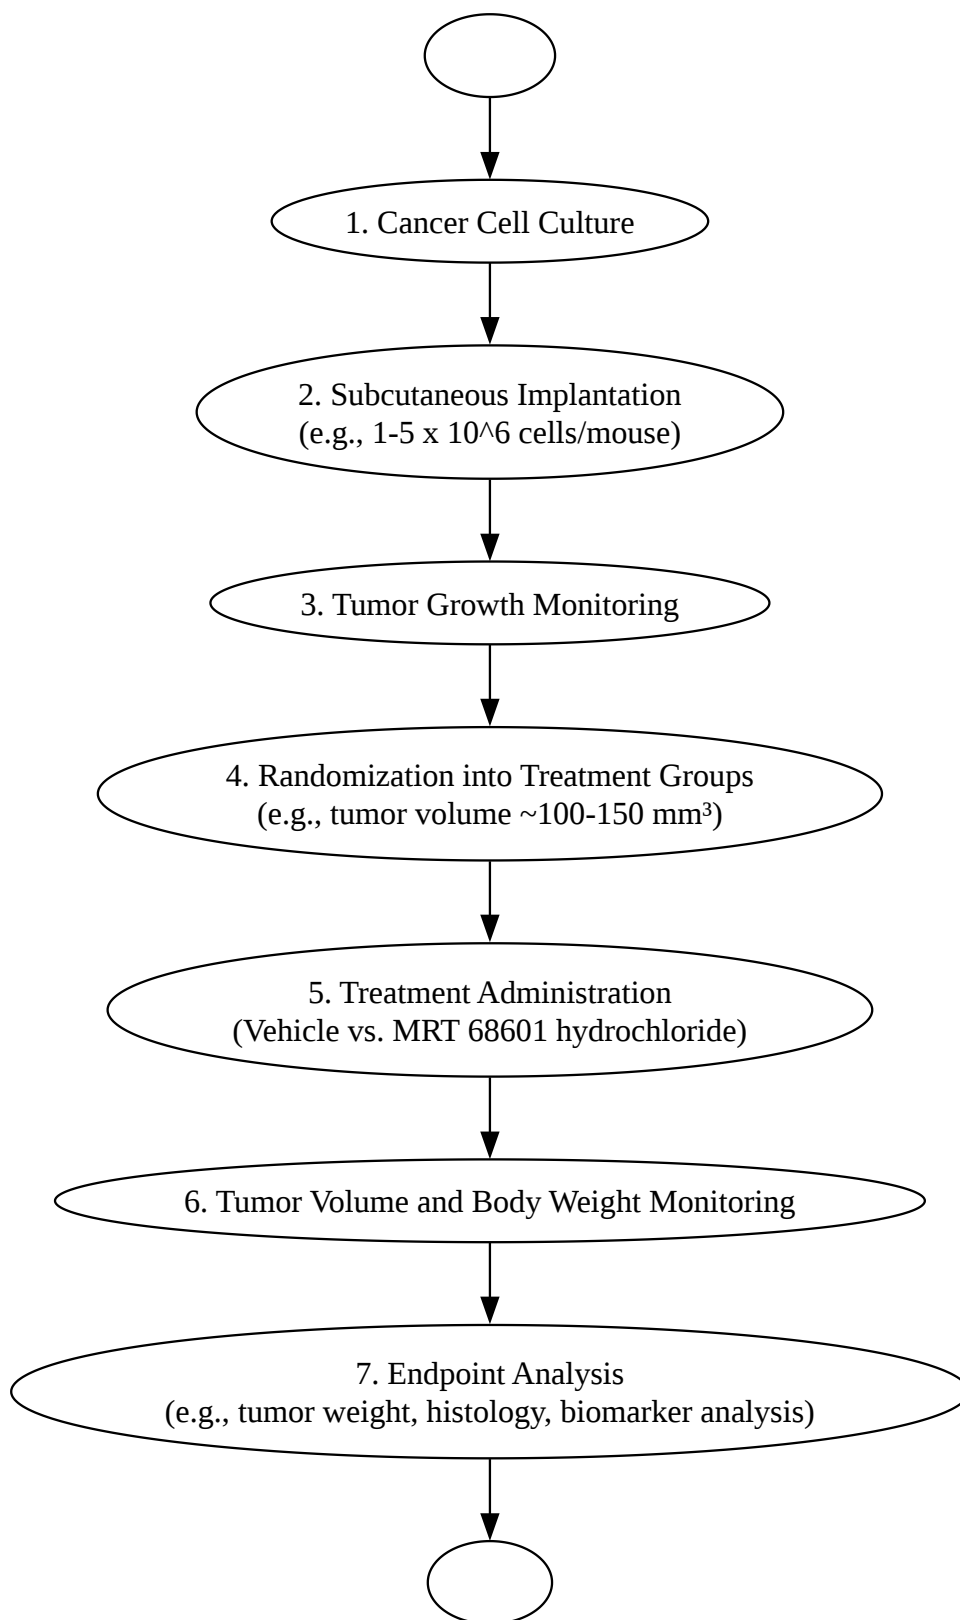 1. Cancer Cell Culture
2. Subcutaneous Implantation
(e.g., 1-5 x 10^6 cells/mouse)
3. Tumor Growth Monitoring
4. Randomization into Treatment Groups
(e.g., tumor volume ~100-150 mm³)
5. Treatment Administration
(Vehicle vs. MRT 68601 hydrochloride)
6. Tumor Volume and Body Weight Monitoring
7. Endpoint Analysis
(e.g., tumor weight, histology, biomarker analysis)